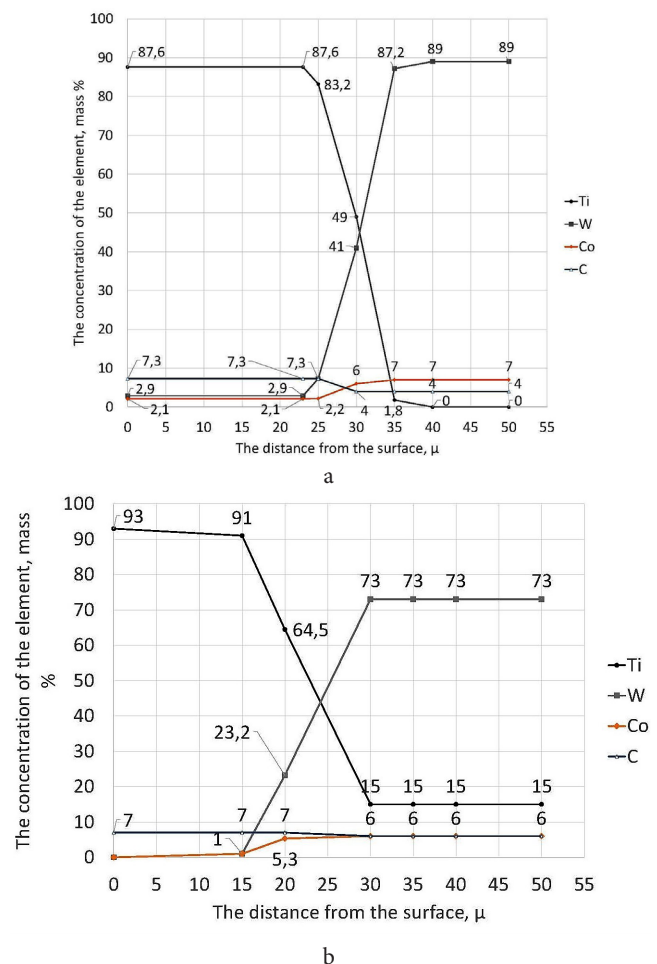 The concentration of the element, mass %
100
90
80
70
60
50
40
30
20
10
0
87,6
87,6
83,2
87,2
89
89
49
41
7,3
7,3
7,3
6
7
7
7
2,9
2,9
4
4
2,1
2,1
2,2
4
1,8
0
0
0 5 10 15 20 25 30 35 40 45 50 55
The distance from the surface, μ
Ti
W
Co
C
a
The concentration of the element, mass
%
100
90
80
70
60
50
40
30
20
10
0
93
91
64,5
73 73 73 73
23,2
15 15 15 15
7 7 7
6 6 6 6
1
5,3
0 5 10 15 20 25 30 35 40 45 50 55
The distance from the surface, μ
Ti
W
Co
C
b